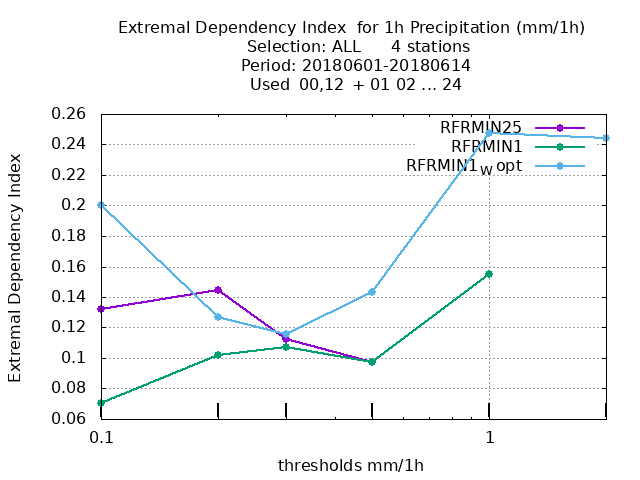 Extremal Dependency Index for 1h Precipitation (mm/1h)
Selection: ALL 4 stations
Period: 20180601-20180614
Used 00,12 + 01 02 ... 24
RFRMIN25
RFRMIN1
RFRMIN1W opt
Extremal Dependency Index
0.26
0.24
0.22
0.2
0.18
0.16
0.14
0.12
0.1
0.08
0.06
0.1 1
thresholds mm/1h